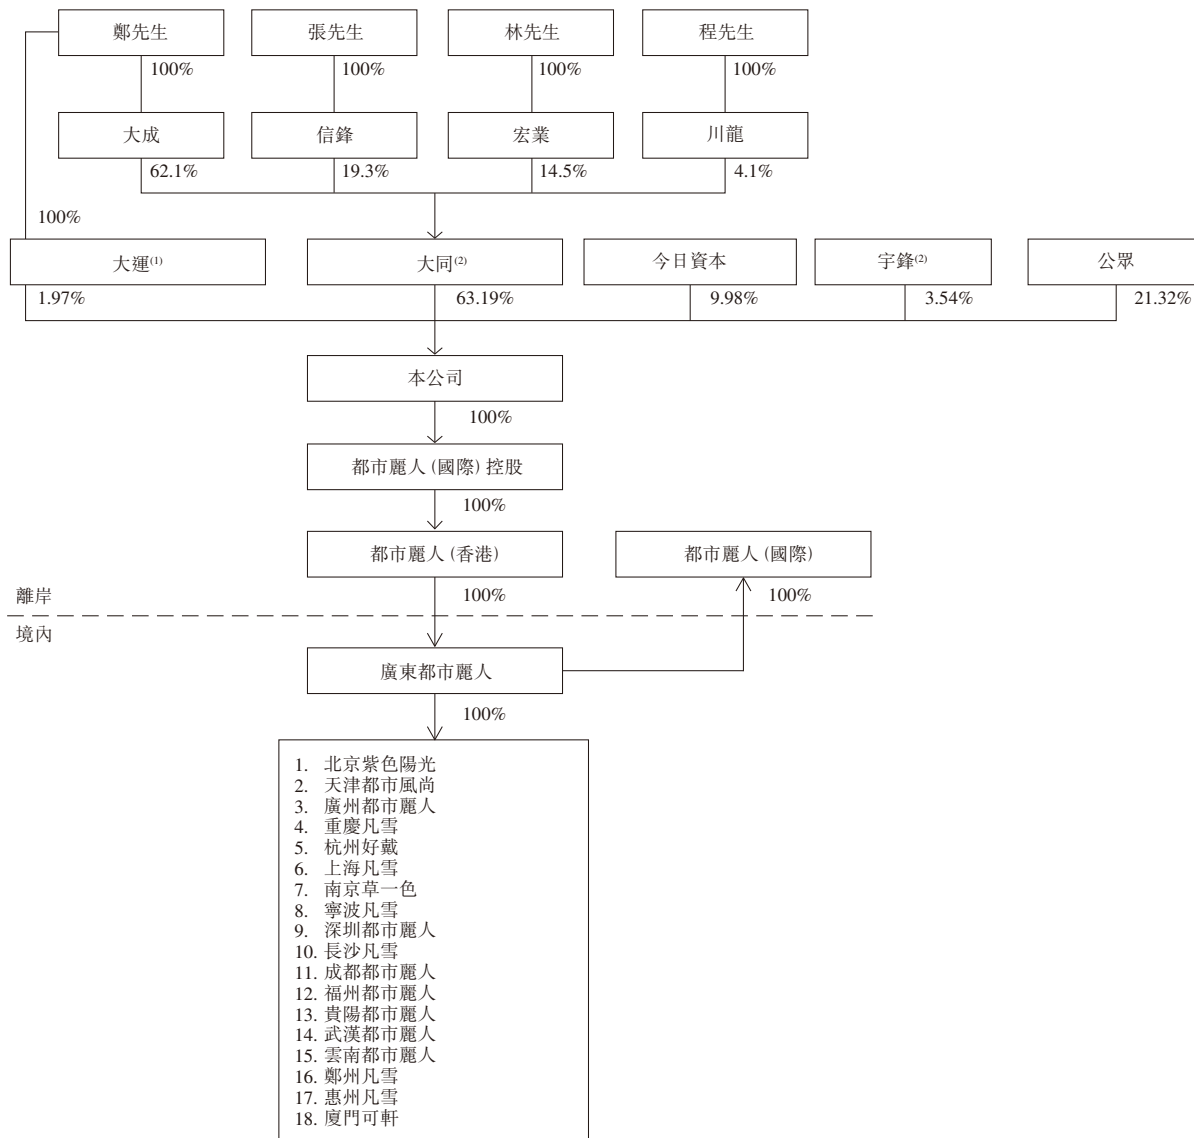 鄭先生
張先生
林先生
程先生
100%
100%
100%
100%
大成
信鋒
宏業
川龍
62.1%
19.3%
14.5%
4.1%
100%
大運(1)
大同(2)
今日資本
宇鋒(2)
公眾
1.97%
63.19%
9.98%
3.54%
21.32%
本公司
100%
都市麗人(國際)控股
100%
都市麗人(香港)
都市麗人(國際)
離岸
100%
100%
境內
廣東都市麗人
100%
1. 北京紫色陽光
2. 天津都市風尚
3. 廣州都市麗人
4. 重慶凡雪
5. 杭州好戴
6. 上海凡雪
7. 南京草一色
8. 寧波凡雪
9. 深圳都市麗人
10. 長沙凡雪
11. 成都都市麗人
12. 福州都市麗人
13. 貴陽都市麗人
14. 武漢都市麗人
15. 雲南都市麗人
16. 鄭州凡雪
17. 惠州凡雪
18. 廈門可軒